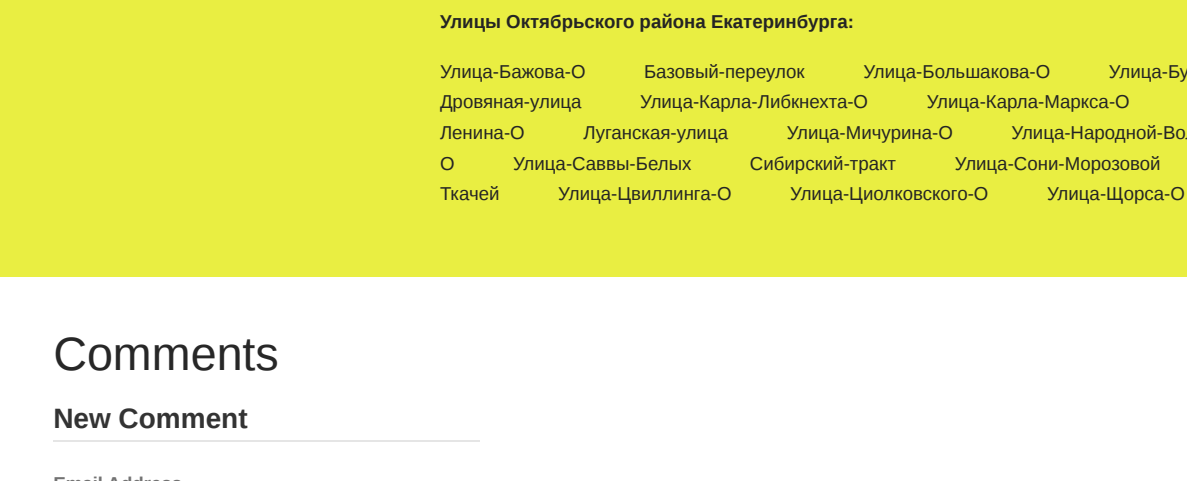 Улицы Октябрьского района Екатеринбурга:
Улица-Бажова-О Базовый-переулок Улица-Большакова-О
Дровяная-улица Улица-Карла-Либкнехта-О Улица-Карла-Маркса-О
Ленина-О Луганская-улица Улица-Мичурина-О
О Улица-Саввы-Белых Сибирский-тракт Улица-Сони-Морозовой
Ткачей Улица-Цвиллинга-О Улица-Циолковского-О Улица-Щорса-О
Comments
New Comment
Email Address